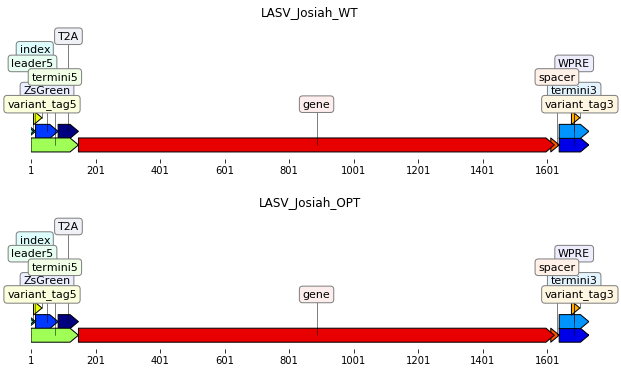 LASV_Josiah_WT
T2A
index
leader5
WPRE
termini5
spacer
ZsGreen
termini3
variant_tag5
gene
variant_tag3
1
201
401
601
801
1001
1201
1401
1601
LASV_Josiah_OPT
T2A
index
leader5
WPRE
termini5
spacer
ZsGreen
termini3
variant_tag5
gene
variant_tag3
1
201
401
601
801
1001
1201
1401
1601